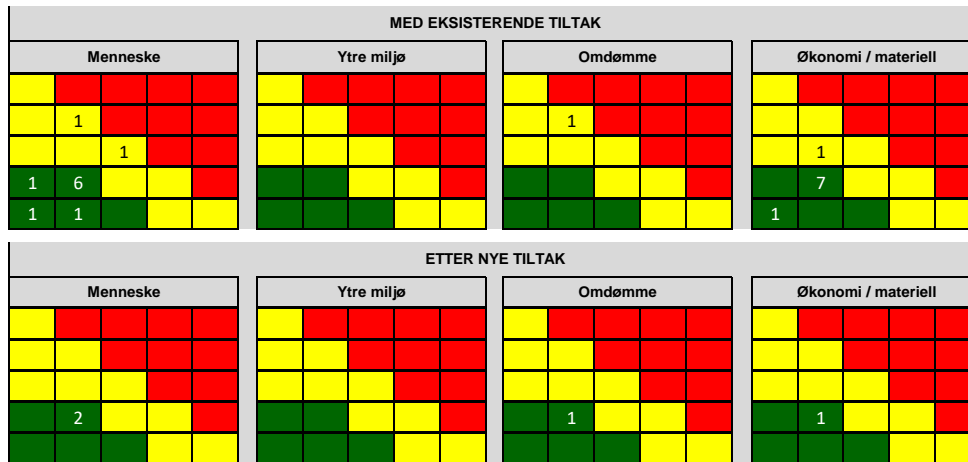 MED EKSISTERENDE TILTAK
Menneske Ytre miljø Omdømme Økonomi / materiell
1 1
1 1
1 6 7
1 1 1
ETTER NYE TILTAK
Menneske Ytre miljø Omdømme Økonomi / materiell
2 1 1